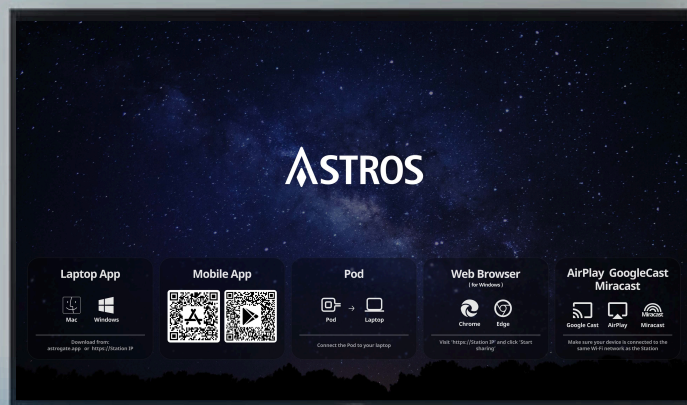 ASTROS
Laptop App
Mac
Windows
Download from:
astrogate.app or https://Station IP
Mobile App
Pod
Pod
Laptop
Connect the Pod to your laptop
Web Browser
( for Windows )
Chrome
Edge
Visit 'https://Station IP' and click 'Start
sharing'
AirPlay GoogleCast
Miracast
Google Cast
AirPlay
Miracast
Miracast
Make sure your device is connected to the
same Wi-Fi network as the Station